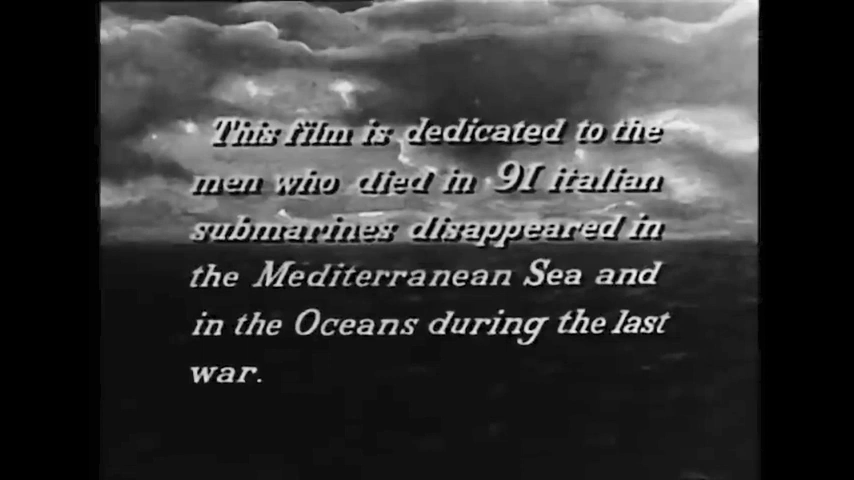 This film is dedicated to the
men who died in 91 italian
submarines disappeared in
the Mediterranean Sea and
in the Oceans during the last
war.